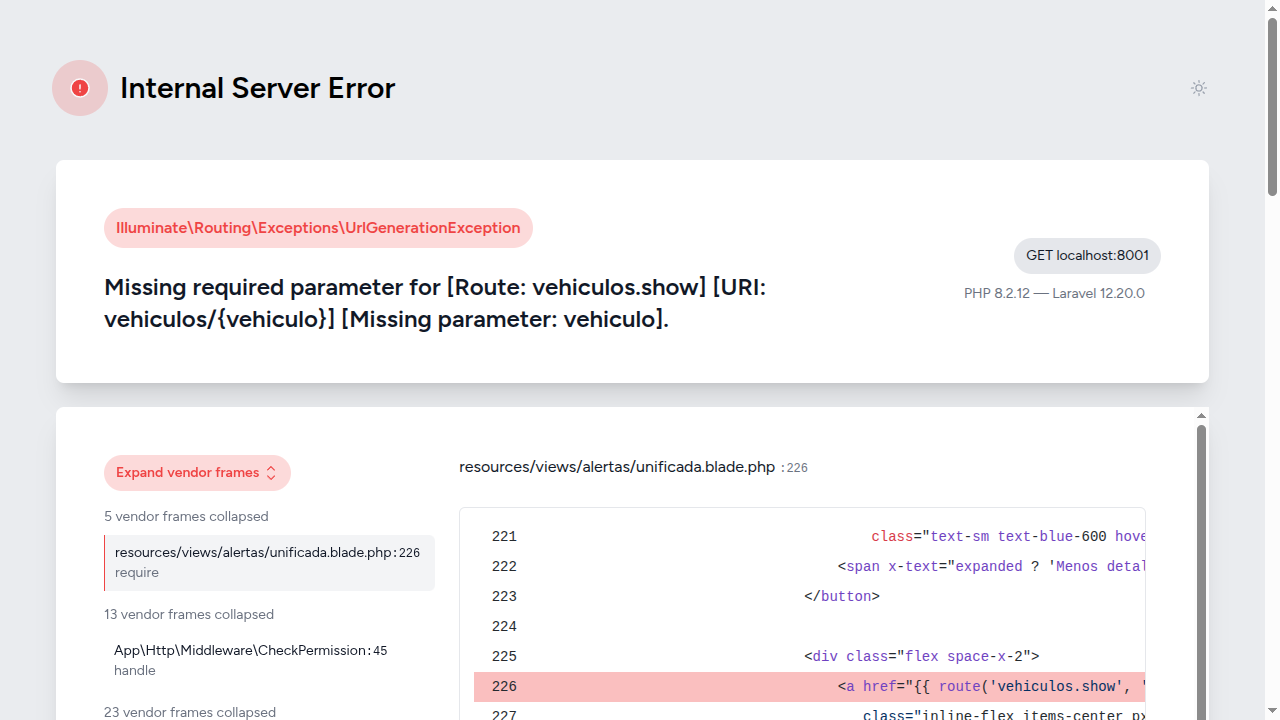 Internal Server Error
Illuminate\Routing\Exceptions\UrlGenerationException
GET localhost:8001
Missing required parameter for [Route: vehiculos.show] [URI:
vehiculos/{vehiculo}] [Missing parameter: vehiculo].
PHP 8.2.12 — Laravel 12.20.0
Expand vendor frames
5 vendor frames collapsed
resources/views/alertas/unificada.blade.php:226
require
13 vendor frames collapsed
App\Http\Middleware\CheckPermission:45
handle
23 vendor frames collapsed
resources/views/alertas/unificada.blade.php :226
221 class="text-sm text-blue-600 hove
222 <span x-text="expanded ? 'Menos detal
223 </button>
224
225 <div class="flex space-x-2">
226 <a href="{{ route('vehiculos.show', '
227 class="inline-flex items-center px